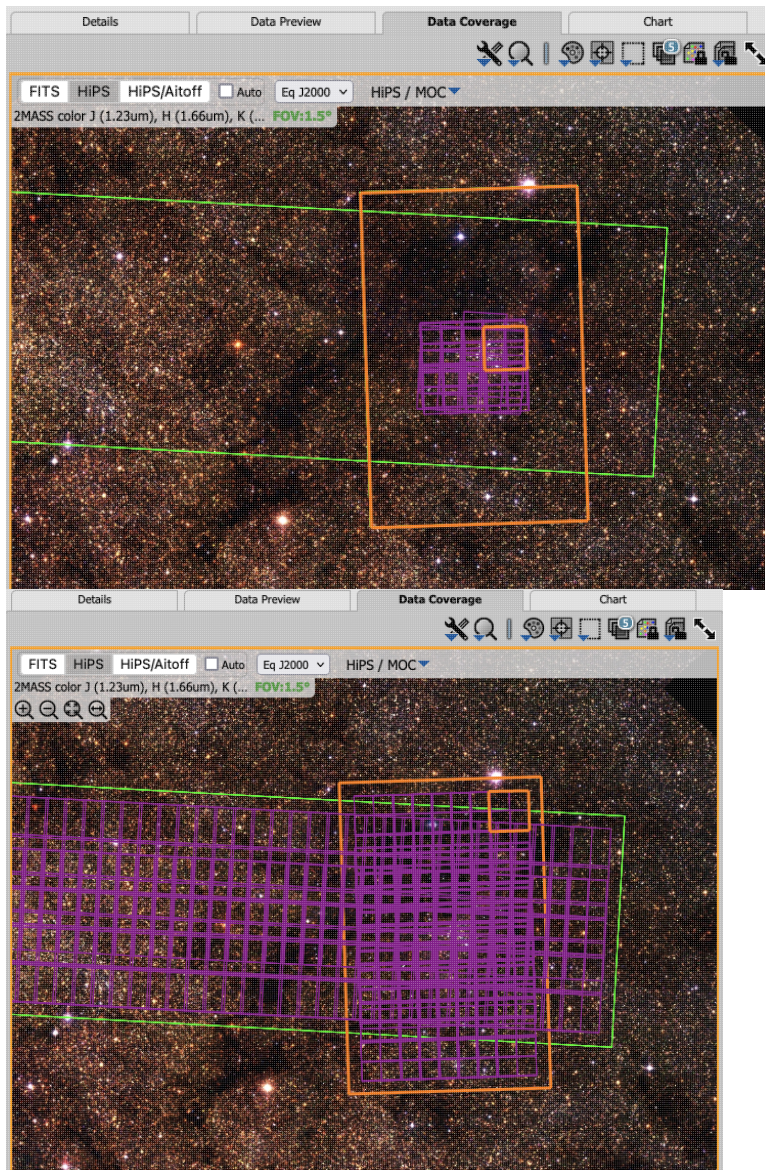 Details Data Preview Data Coverage Chart
5
FITS HiPS HiPS/Aitoff Auto Eq J2000 HiPS / MOC
2MASS color J (1.23um), H (1.66um), K (... FOV:1.5°
Details Data Preview Data Coverage Chart
5
FITS HiPS HiPS/Aitoff Auto Eq J2000 HiPS / MOC
2MASS color J (1.23um), H (1.66um), K (... FOV:1.5°